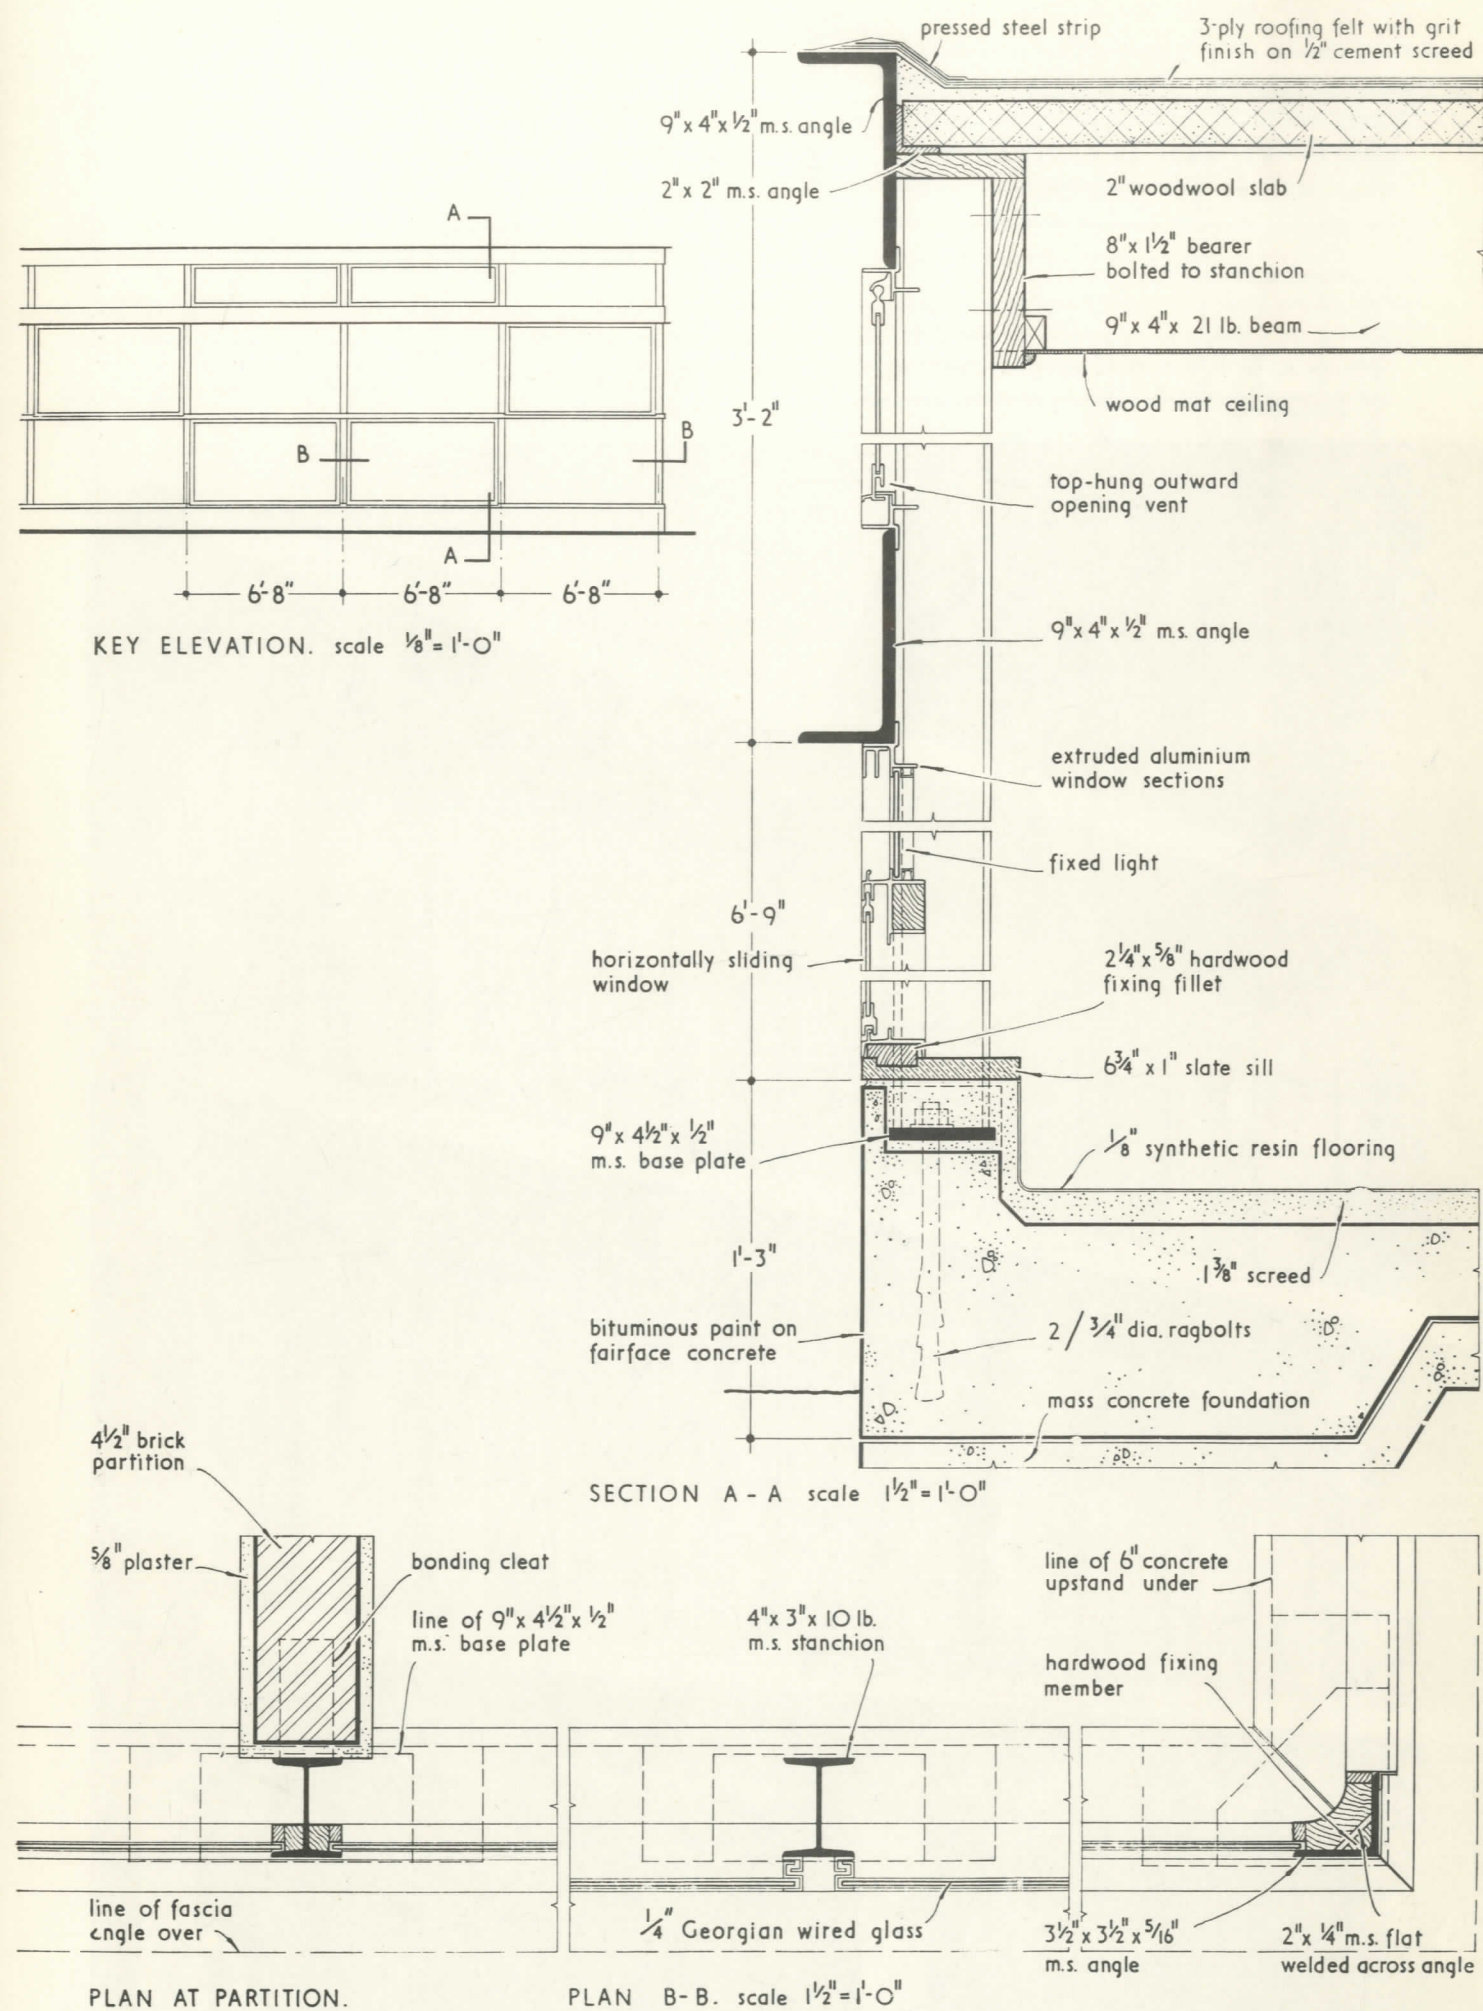 pressed steel strip
3-ply roofing felt with grit
finish on ½" cement screed
9" x 4" x ½" m.s. angle
2" x 2" m.s. angle
2" woodwool slab
8" x 1½" bearer
bolted to stanchion
9" x 4" x 21 lb. beam
wood mat ceiling
3'-2"
top-hung outward
opening vent
9" x 4" x ½" m.s. angle
A
B
B
A
6'-8"
6'-8"
6'-8"
KEY ELEVATION. scale ⅛" = 1'-0"
extruded aluminium
window sections
fixed light
6'-9"
horizontally sliding
window
2¼" x ⅝" hardwood
fixing fillet
6¾" x 1" slate sill
9" x 4½" x ½"
m.s. base plate
⅛" synthetic resin flooring
1'-3"
1⅜" screed
bituminous paint on
fairface concrete
2 / ¾" dia. ragbolts
mass concrete foundation
SECTION A - A scale 1½" = 1'-0"
4½" brick
partition
⅝" plaster
bonding cleat
line of 9" x 4½" x ½"
m.s. base plate
4" x 3" x 10 lb.
m.s. stanchion
line of 6" concrete
upstand under
hardwood fixing
member
line of fascia
angle over
¼" Georgian wired glass
3½" x 3½" x 5/16"
m.s. angle
2" x ¼" m.s. flat
welded across angle
PLAN AT PARTITION.
PLAN B-B. scale 1½" = 1'-0"